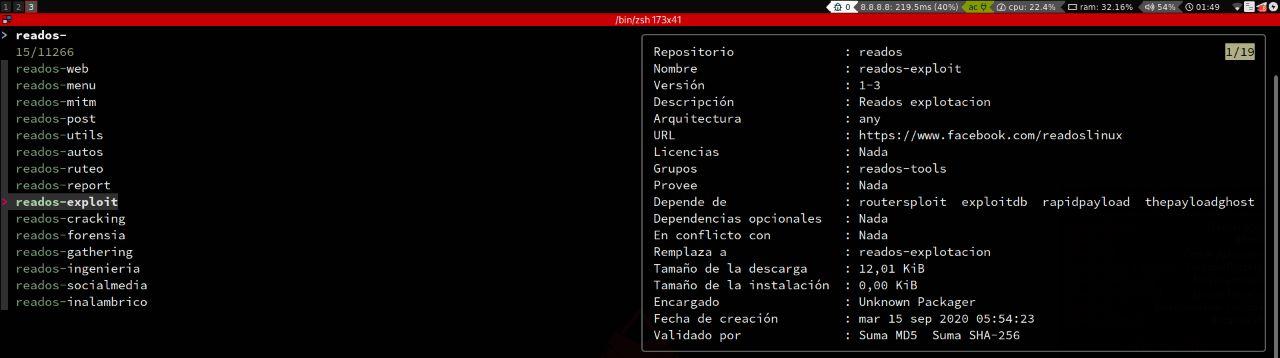 1 2 3
0 8.8.8.8: 219.5ms (40%) ac cpu: 22.4% ram: 32.16% 54% 01:49
/bin/zsh 173x41
> reados-
15/11266
reados-web
reados-menu
reados-mitm
reados-post
reados-utils
reados-autos
reados-ruteo
reados-report
> reados-exploit
reados-cracking
reados-forensia
reados-gathering
reados-ingenieria
reados-socialmedia
reados-inalambrico
Repositorio : reados 1/19
Nombre : reados-exploit
Versión : 1-3
Descripción : Reados explotacion
Arquitectura : any
URL : https://www.facebook.com/readoslinux
Licencias : Nada
Grupos : reados-tools
Provee : Nada
Depende de : routersploit exploitdb rapidpayload thepayloadghost
Dependencias opcionales : Nada
En conflicto con : Nada
Remplaza a : reados-explotacion
Tamaño de la descarga : 12,01 KiB
Tamaño de la instalación : 0,00 KiB
Encargado : Unknown Packager
Fecha de creación : mar 15 sep 2020 05:54:23
Validado por : Suma MD5 Suma SHA-256